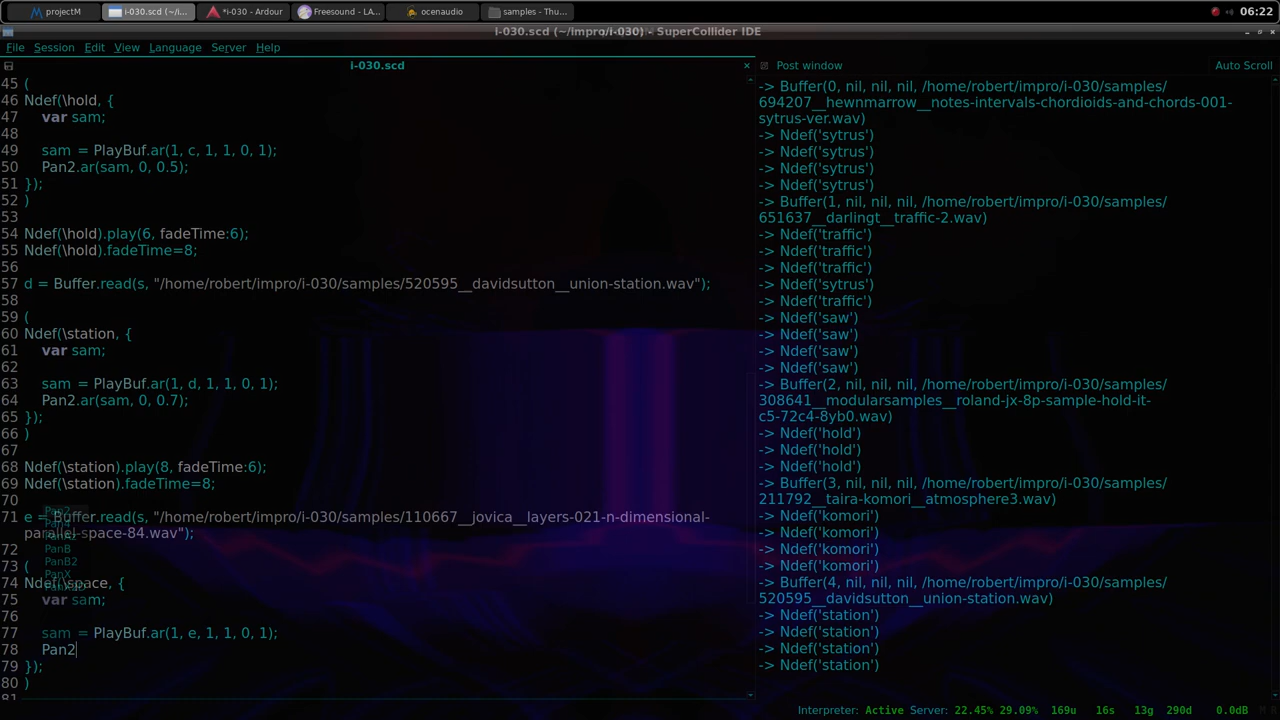 projectM
i-030.scd (~/i...
*i-030 - Ardour
Freesound - LA...
ocenaudio
samples - Thu...
06:22
i-030.scd (~/impro/i-030) - SuperCollider IDE
File Session Edit View Language Server Help
i-030.scd
45 (
46 Ndef(\hold, {
47 var sam;
48
49 sam = PlayBuf.ar(1, c, 1, 1, 0, 1);
50 Pan2.ar(sam, 0, 0.5);
51 });
52 )
53
54 Ndef(\hold).play(6, fadeTime:6);
55 Ndef(\hold).fadeTime=8;
56
57 d = Buffer.read(s, "/home/robert/impro/i-030/samples/520595__davidsutton__union-station.wav");
58
59 (
60 Ndef(\station, {
61 var sam;
62
63 sam = PlayBuf.ar(1, d, 1, 1, 0, 1);
64 Pan2.ar(sam, 0, 0.7);
65 });
66 )
67
68 Ndef(\station).play(8, fadeTime:6);
69 Ndef(\station).fadeTime=8;
70
71 e = Buffer.read(s, "/home/robert/impro/i-030/samples/110667__jovica__layers-021-n-dimensional-
parallel-space-84.wav");
72
73 (
74 Ndef(\space, {
75 var sam;
76
77 sam = PlayBuf.ar(1, e, 1, 1, 0, 1);
78 Pan2
79 });
80 )
81
Pan2
Pan4
PanB
PanB2
PanX
Post window
Auto Scroll
-> Buffer(0, nil, nil, nil, /home/robert/impro/i-030/samples/
694207__hewnmarrow__notes-intervals-chordioids-and-chords-001-
sytrus-ver.wav)
-> Ndef('sytrus')
-> Ndef('sytrus')
-> Ndef('sytrus')
-> Ndef('sytrus')
-> Buffer(1, nil, nil, nil, /home/robert/impro/i-030/samples/
651637__darlingt__traffic-2.wav)
-> Ndef('traffic')
-> Ndef('traffic')
-> Ndef('traffic')
-> Ndef('sytrus')
-> Ndef('traffic')
-> Ndef('saw')
-> Ndef('saw')
-> Ndef('saw')
-> Ndef('saw')
-> Buffer(2, nil, nil, nil, /home/robert/impro/i-030/samples/
308641__modularsamples__roland-jx-8p-sample-hold-it-
c5-72c4-8yb0.wav)
-> Ndef('hold')
-> Ndef('hold')
-> Ndef('hold')
-> Buffer(3, nil, nil, nil, /home/robert/impro/i-030/samples/
211792__taira-komori__atmosphere3.wav)
-> Ndef('komori')
-> Ndef('komori')
-> Ndef('komori')
-> Ndef('komori')
-> Buffer(4, nil, nil, nil, /home/robert/impro/i-030/samples/
520595__davidsutton__union-station.wav)
-> Ndef('station')
-> Ndef('station')
-> Ndef('station')
-> Ndef('station')
Interpreter: Active Server: 22.45% 29.09% 169u 16s 13g 290d 0.0dB